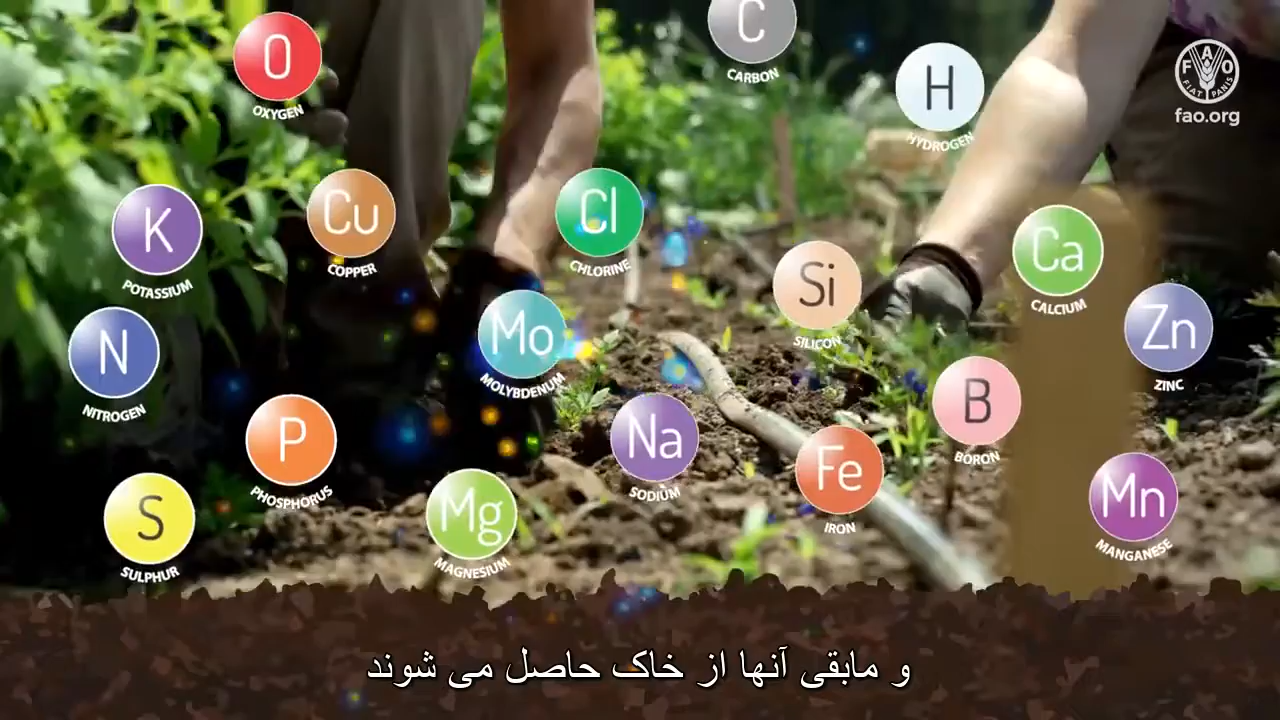 C
CARBON
O
OXYGEN
H
HYDROGEN
FAO
FIAT PANIS
fao.org
K
POTASSIUM
Cu
COPPER
Cl
CHLORINE
Si
SILICON
Ca
CALCIUM
N
NITROGEN
Mo
MOLYBDENUM
Zn
ZINC
P
PHOSPHORUS
Na
SODIUM
B
BORON
S
SULPHUR
Mg
MAGNESIUM
Fe
IRON
Mn
MANGANESE
و مابقی آنها از خاک حاصل می شوند